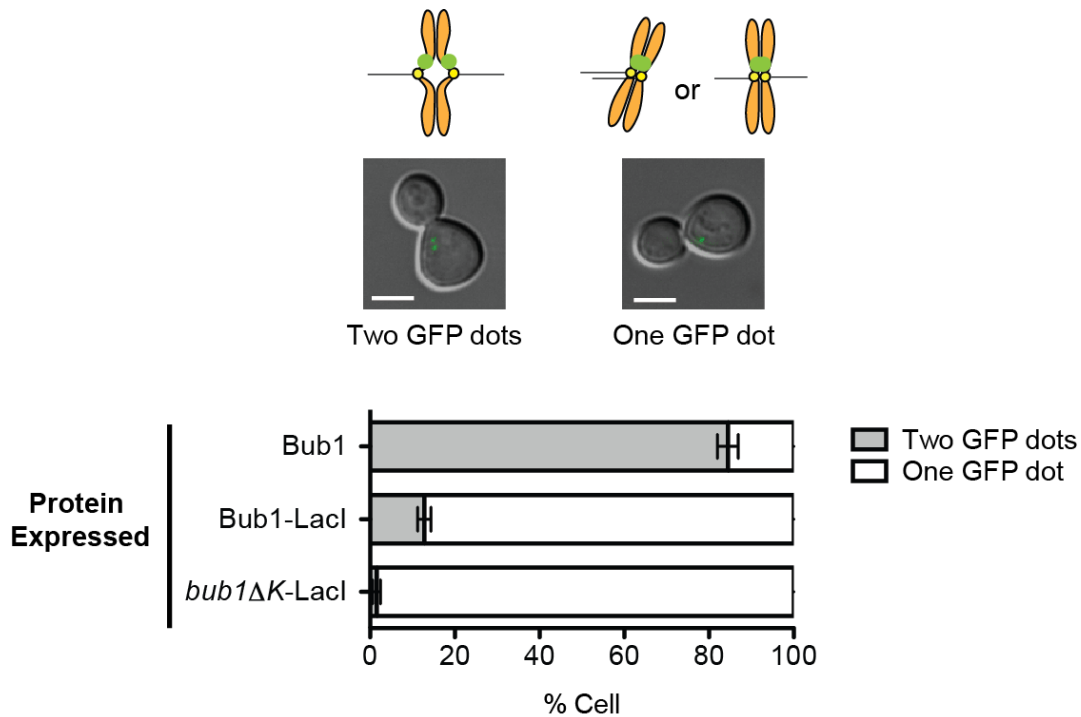 or
Two GFP dots
One GFP dot
Protein
Expressed
Bub1
Bub1-LacI
bub1ΔK-LacI
Two GFP dots
One GFP dot
0 20 40 60 80 100
% Cell